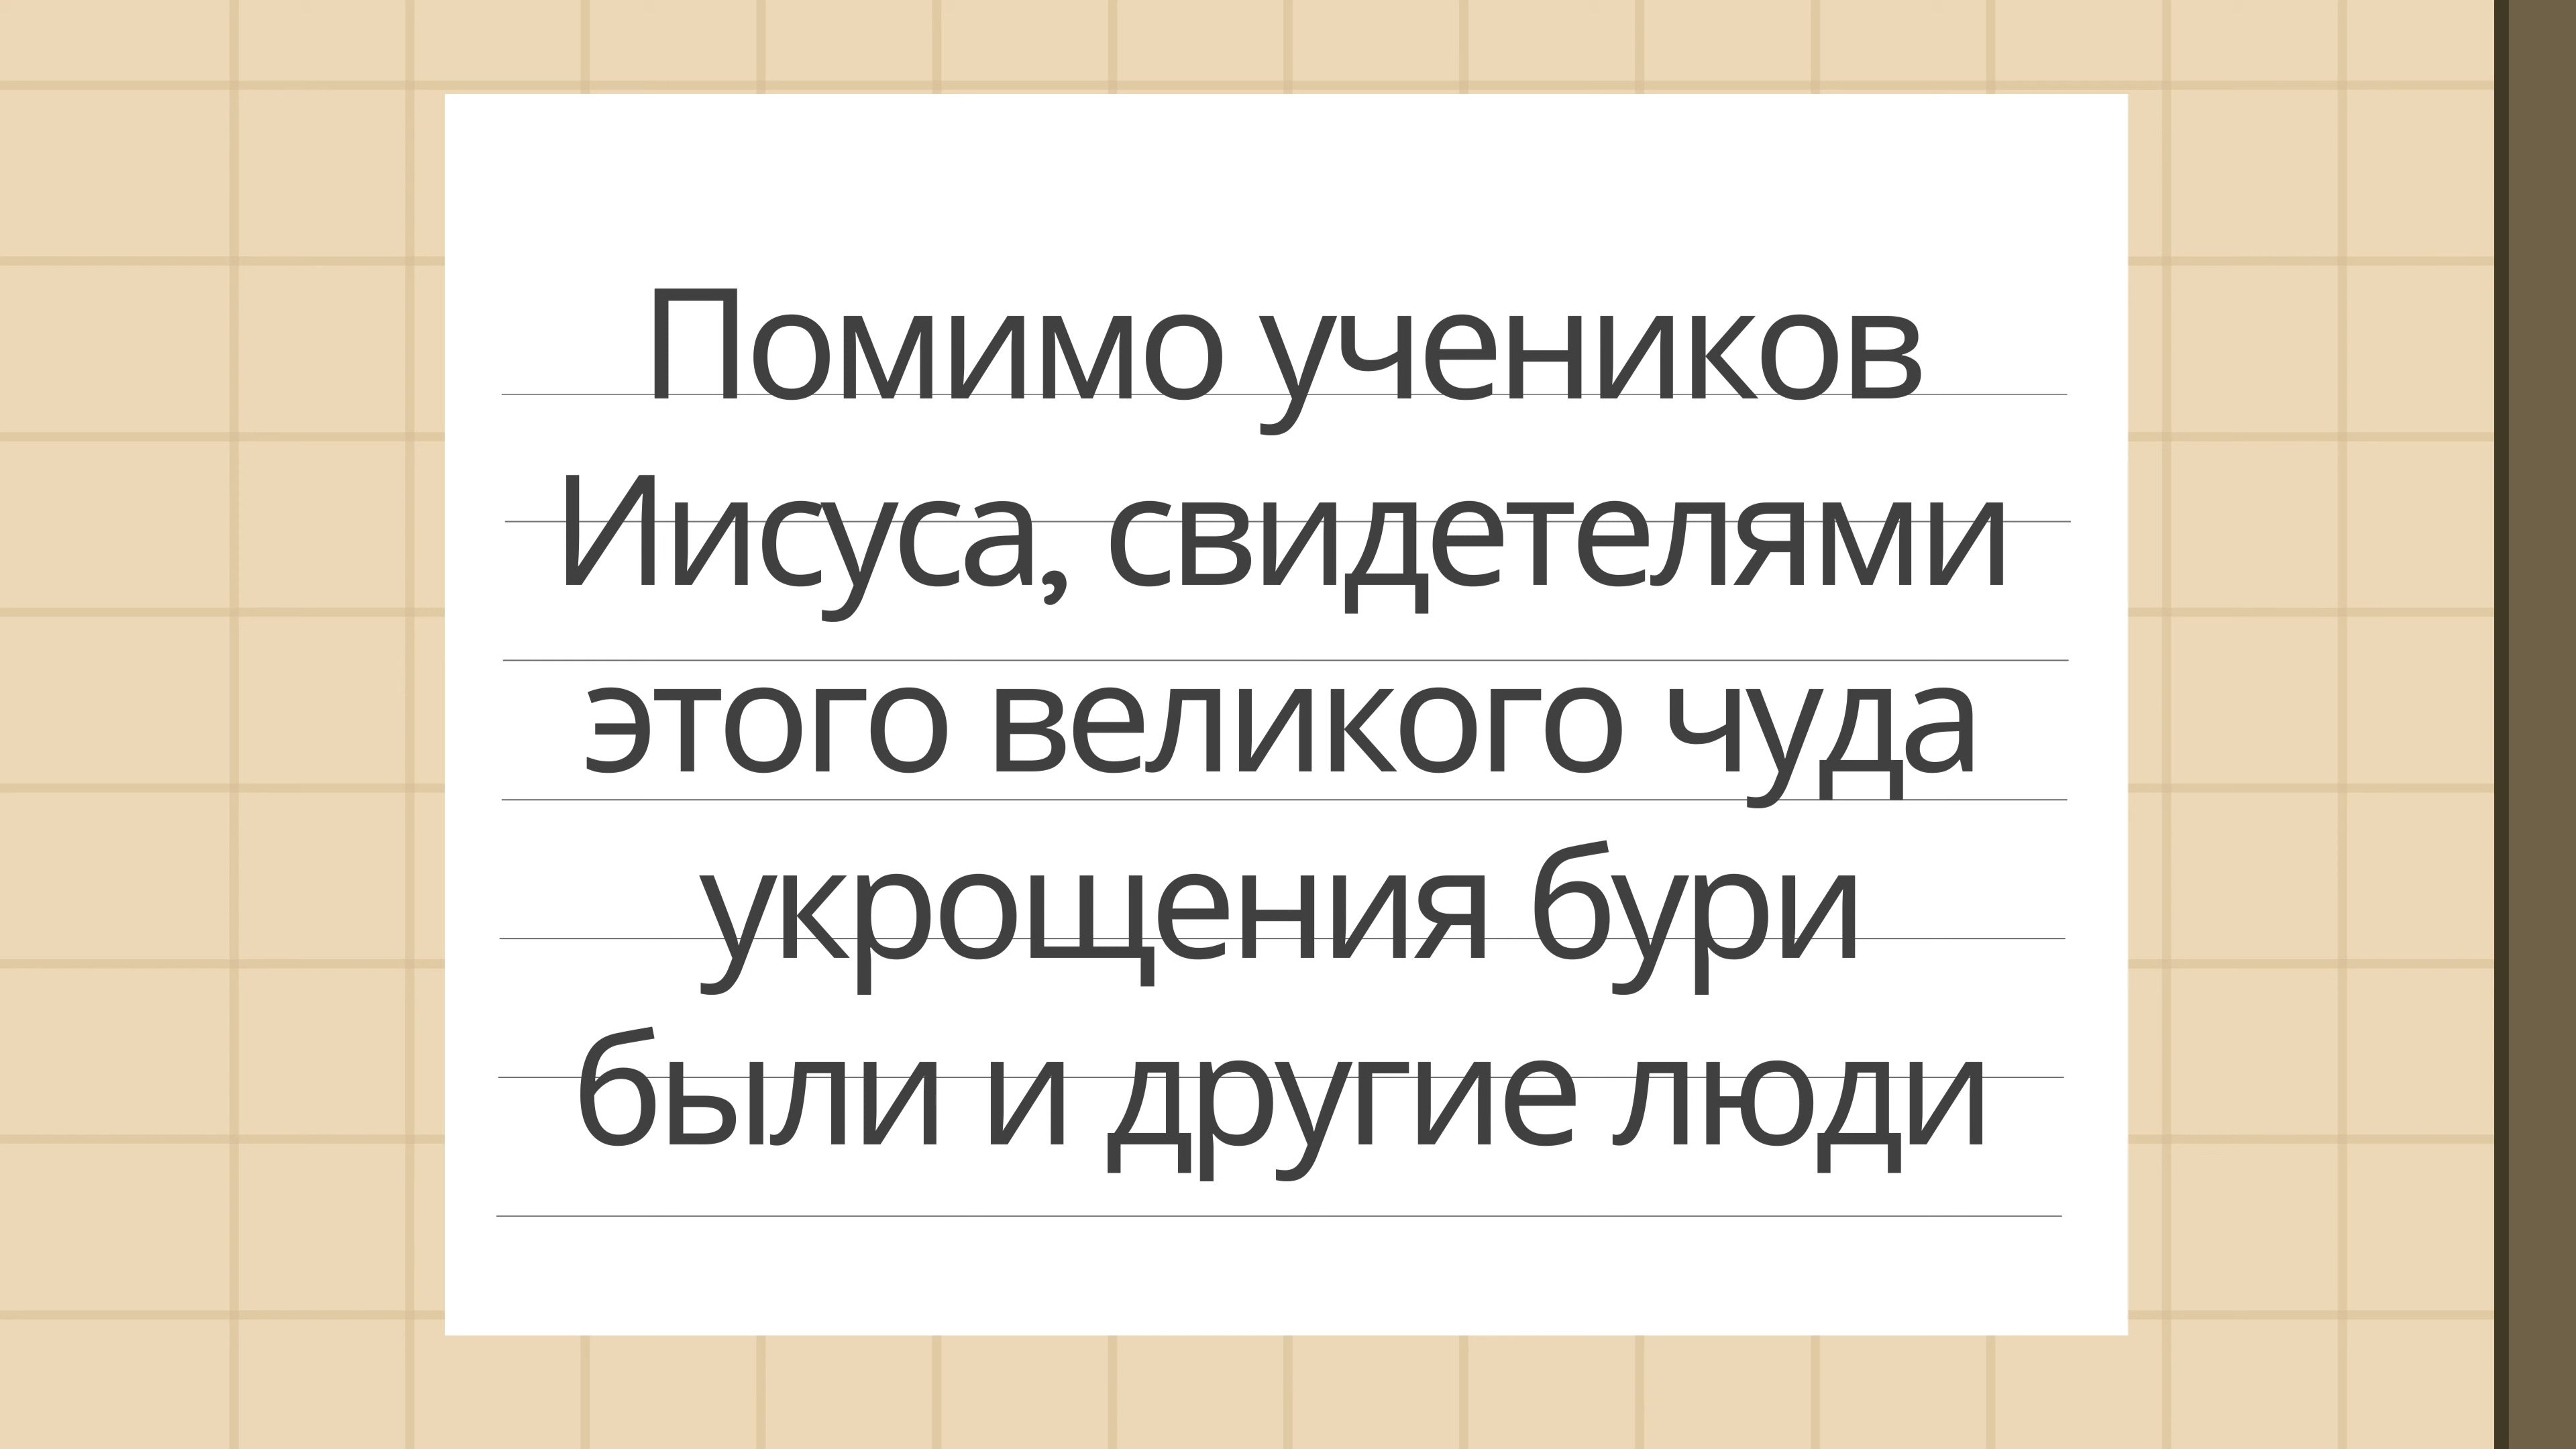 Помимо учеников
Иисуса, свидетелями
этого великого чуда
укрощения бури
были и другие люди